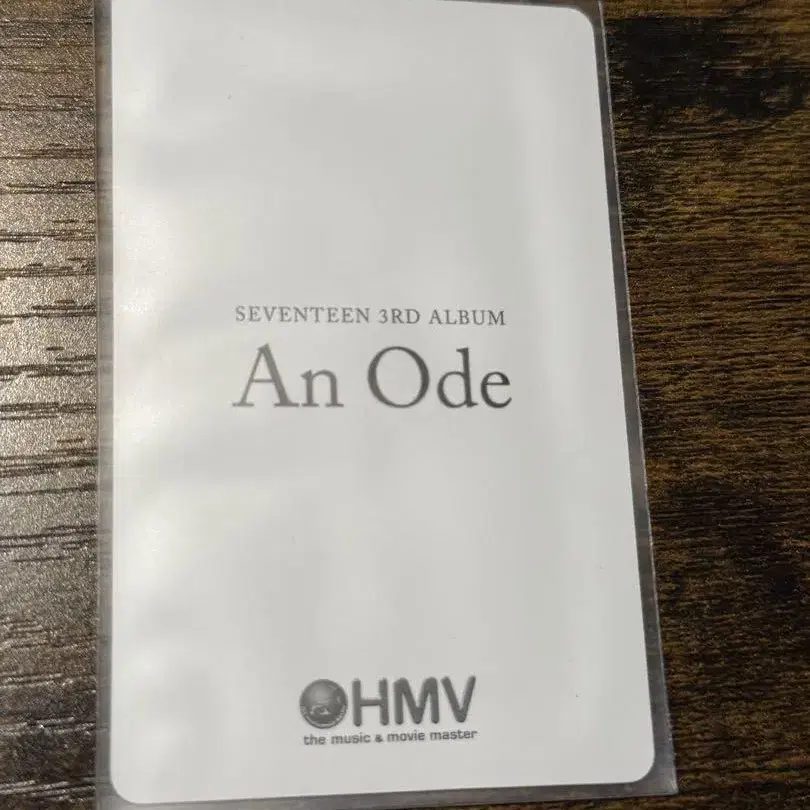 SEVENTEEN 3RD ALBUM
An Ode
HMV
the music & movie master